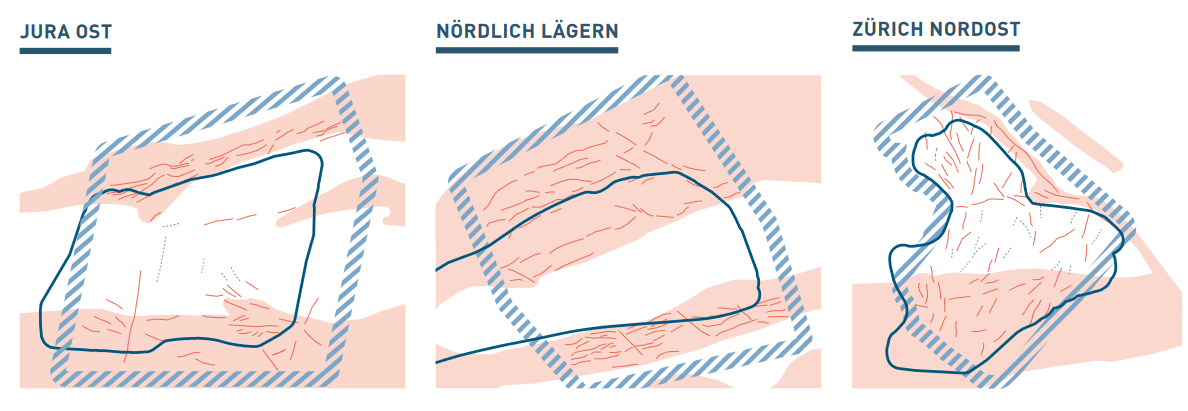 JURA OST
NÖRDLICH LÄGERN
ZÜRICH NORDOST